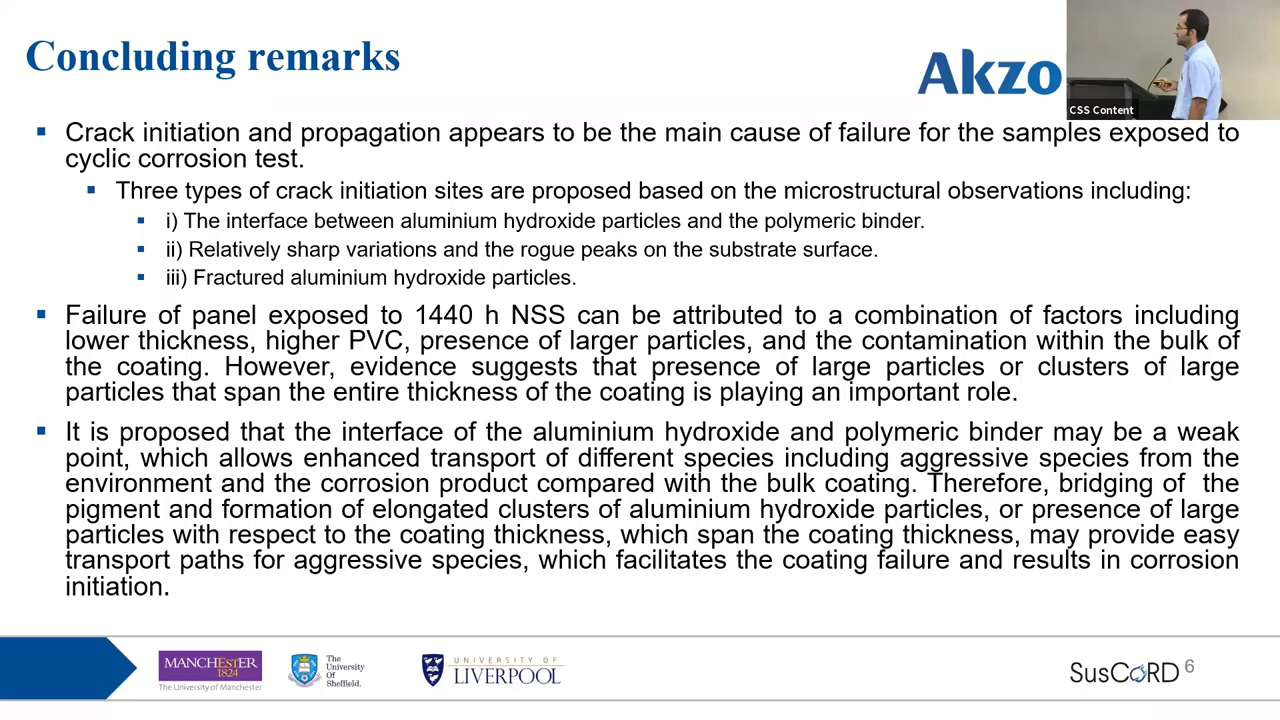 Concluding remarks
Akzo
CSS Content
▪ Crack initiation and propagation appears to be the main cause of failure for the samples exposed to
cyclic corrosion test.
▪ Three types of crack initiation sites are proposed based on the microstructural observations including:
▪ i) The interface between aluminium hydroxide particles and the polymeric binder.
▪ ii) Relatively sharp variations and the rogue peaks on the substrate surface.
▪ iii) Fractured aluminium hydroxide particles.
▪ Failure of panel exposed to 1440 h NSS can be attributed to a combination of factors including
lower thickness, higher PVC, presence of larger particles, and the contamination within the bulk of
the coating. However, evidence suggests that presence of large particles or clusters of large
particles that span the entire thickness of the coating is playing an important role.
▪ It is proposed that the interface of the aluminium hydroxide and polymeric binder may be a weak
point, which allows enhanced transport of different species including aggressive species from the
environment and the corrosion product compared with the bulk coating. Therefore, bridging of the
pigment and formation of elongated clusters of aluminium hydroxide particles, or presence of large
particles with respect to the coating thickness, which span the coating thickness, may provide easy
transport paths for aggressive species, which facilitates the coating failure and results in corrosion
initiation.
MANCHESTER
1824
The University of Manchester
The
University
Of
Sheffield.
UNIVERSITY OF
LIVERPOOL
SusCoRD
6